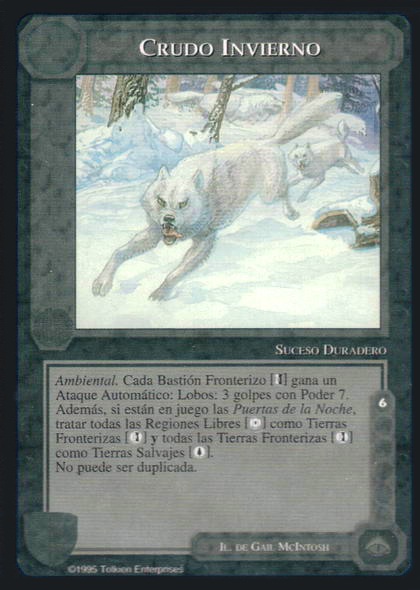 CRUDO INVIERNO
SUCESO DURADERO
Ambiental. Cada Bastión Fronterizo [] gana un
Ataque Automático: Lobos: 3 golpes con Poder 7.
Además, si están en juego las Puertas de la Noche,
tratar todas las Regiones Libres [] como Tierras
Fronterizas [] y todas las Tierras Fronterizas []
como Tierras Salvajes [].
No puede ser duplicada.
6
IL. DE GAIL MCINTOSH
©1995 Tolkien Enterprises